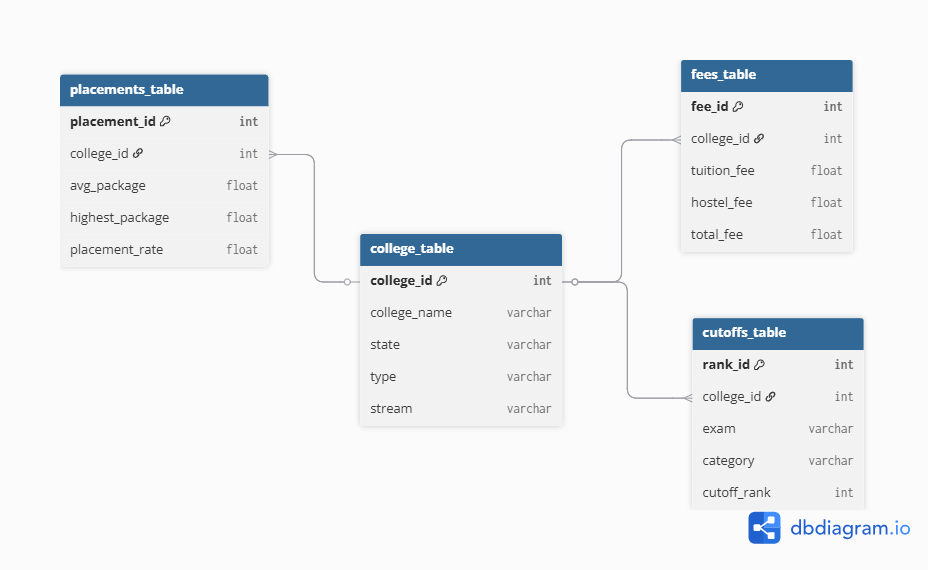 placements_table
placement_id int
college_id int
avg_package float
highest_package float
placement_rate float
college_table
college_id int
college_name varchar
state varchar
type varchar
stream varchar
fees_table
fee_id int
college_id int
tuition_fee float
hostel_fee float
total_fee float
cutoffs_table
rank_id int
college_id int
exam varchar
category varchar
cutoff_rank int
dbdiagram.io